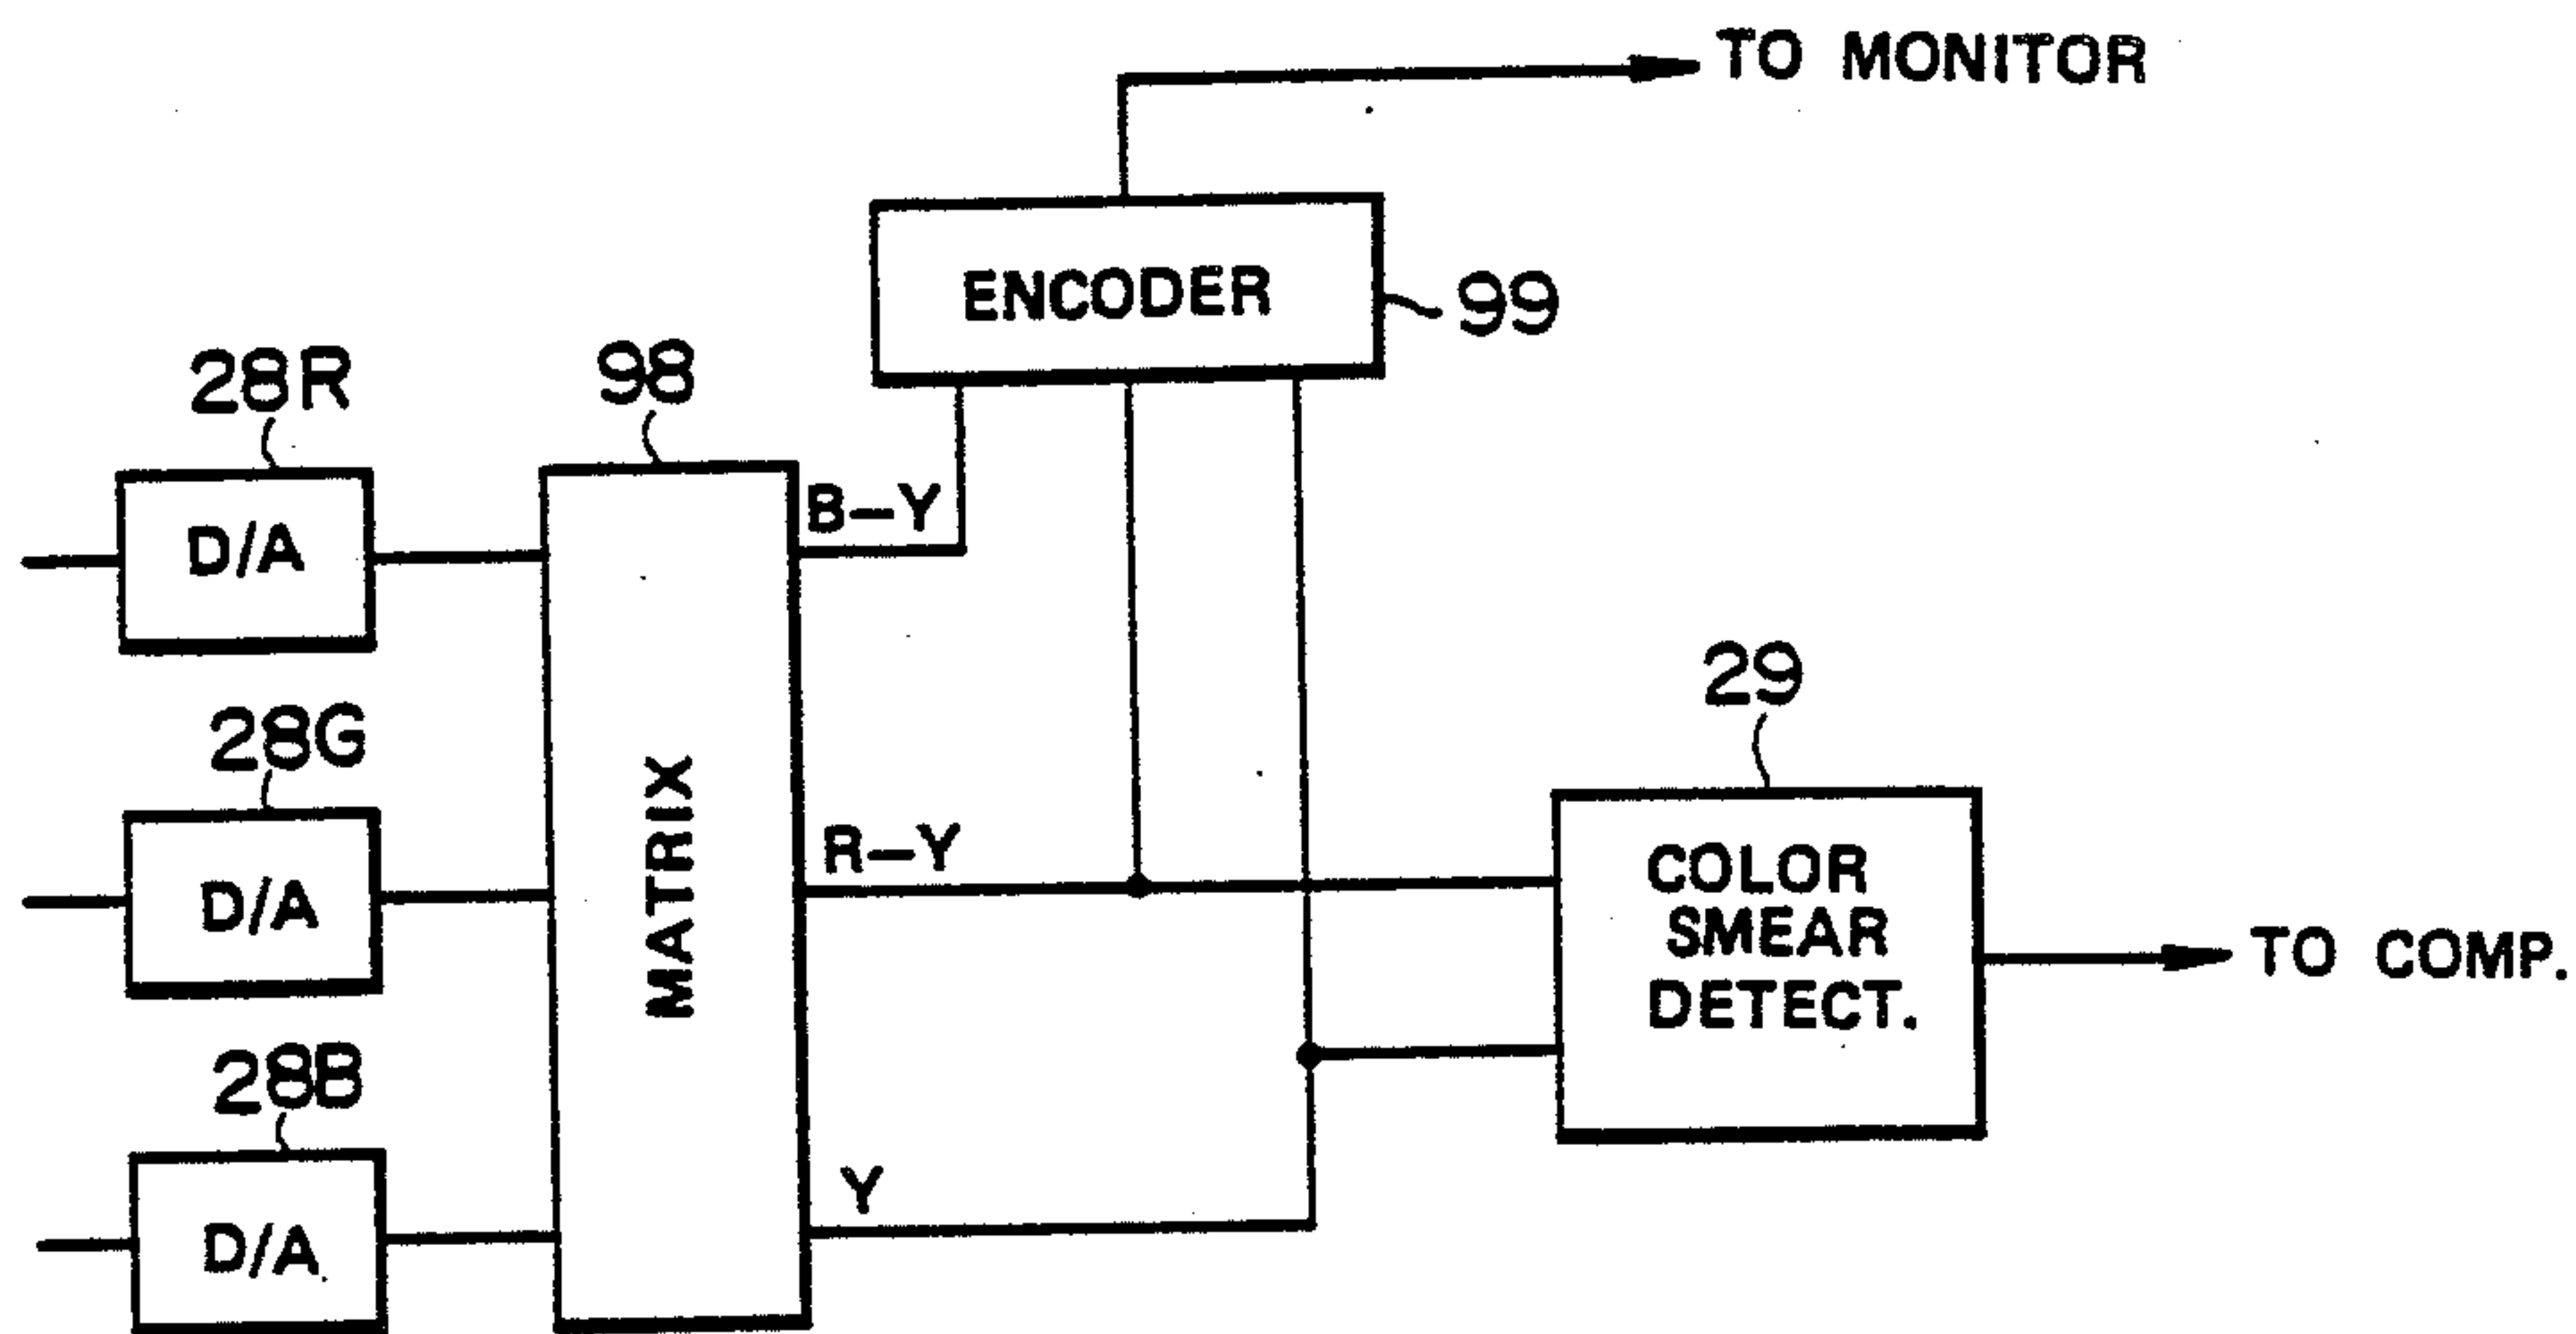 TO MONITOR
ENCODER
99
28R
98
D/A
B-Y
28G
MATRIX
R-Y
29
D/A
COLOR
SMEAR
DETECT.
TO COMP.
28B
Y
D/A